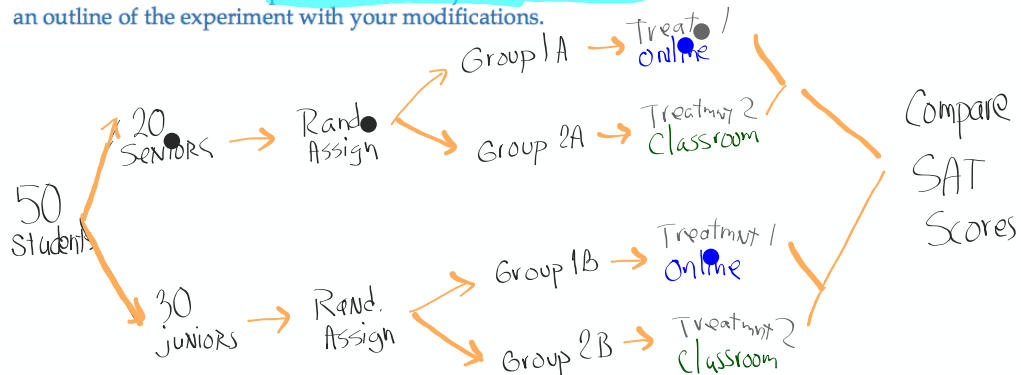 an outline of the experiment with your modifications.
Treat 1
Online
Group 1A
20
SENIORS
Rand
Assign
Treatmnt 2
Classroom
Group 2A
Compare
SAT
Scores
50
Students
Treatmnt 1
Online
Group 1B
30
juNIORS
Rand.
Assign
Treatmnt 2
Classroom
Group 2B